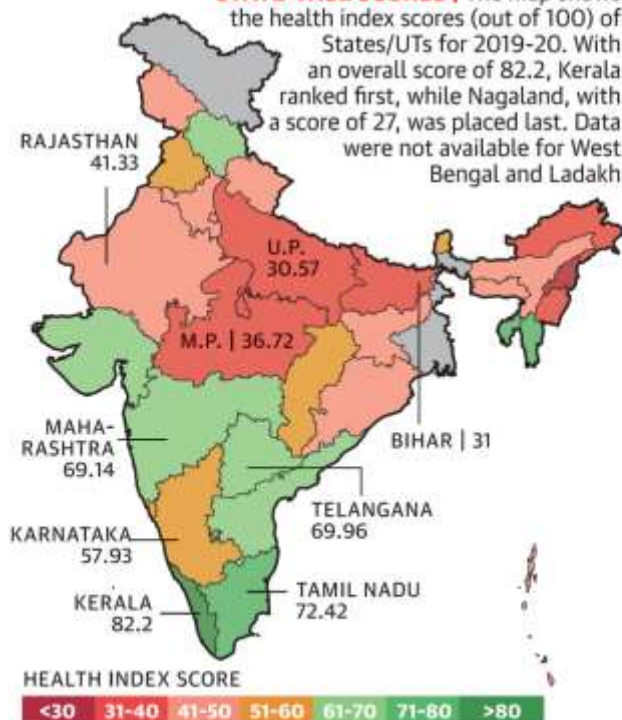 the health index scores (out of 100) of
States/UTs for 2019-20. With
an overall score of 82.2, Kerala
ranked first, while Nagaland, with
a score of 27, was placed last. Data
were not available for West
Bengal and Ladakh
RAJASTHAN
41.33
U.P.
30.57
M.P. | 36.72
BIHAR | 31
MAHA-
RASHTRA
69.14
TELANGANA
69.96
KARNATAKA
57.93
TAMIL NADU
72.42
KERALA
82.2
HEALTH INDEX SCORE
<30 31-40 41-50 51-60 61-70 71-80 >80